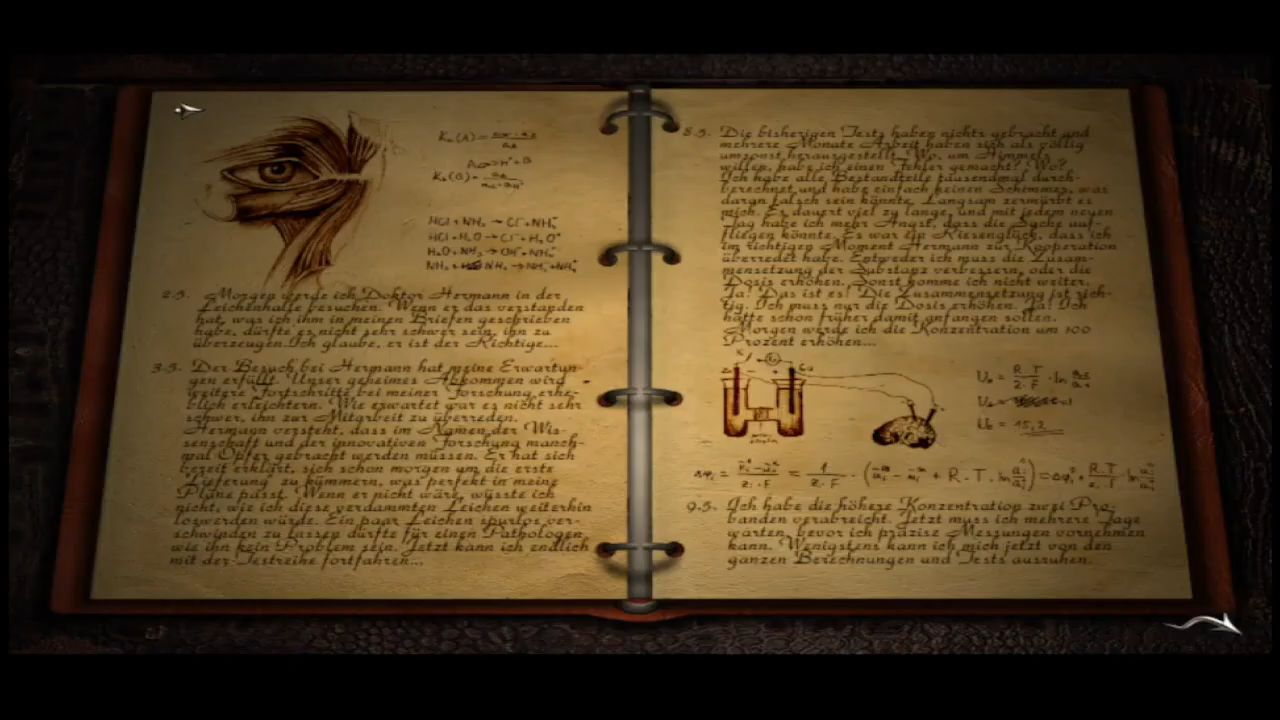 HCl + NH₃ → Cl⁻ + NH₄⁺
HCl + H₂O → Cl⁻ + H₃O⁺
H₂O + NH₃ → OH⁻ + NH₄⁺
2.5. Morgen werde ich Doktor Hermann in der
Leichenhalle besuchen. Wenn er das verstanden
hat, was ich ihm in meinen Briefen geschrieben
habe, dürfte es nicht sehr schwer sein, ihn zu
überzeugen. Ich glaube, er ist der Richtige...
3.5. Der Besuch bei Hermann hat meine Erwartun-
gen erfüllt. Unser geheimes Abkommen wird
weitere Fortschritte bei meiner Forschung erhe-
blich erleichtern. Wie erwartet war es nicht sehr
schwer, ihn zur Mitarbeit zu überreden.
Hermann versteht, dass im Namen der Wis-
senschaft und der innovativen Forschung manch-
mal Opfer gebracht werden müssen. Er hat sich
bereit erklärt, sich schon morgen um die erste
"Lieferung" zu kümmern, was perfekt in meine
Pläne passt. Wenn er nicht wäre, wüsste ich
nicht, wie ich diese verdammten Leichen weiterhin
loswerden würde. Ein paar Leichen spurlos ver-
schwinden zu lassen dürfte für einen Pathologen,
wie ihn kein Problem sein. Jetzt kann ich endlich
mit der Testreihe fortfahren...
8.5. Die bisherigen Tests haben nichts gebracht und
mehrere Monate Arbeit haben sich als völlig
umsonst herausgestellt. Wo, um Himmels
willen, habe ich einen Fehler gemacht? Wo?
Ich habe alle Bestandteile tausendmal durch-
berechnet und habe einfach keinen Schimmer, was
daran falsch sein könnte. Langsam zermürbt es
mich. Es dauert viel zu lange, und mit jedem neuen
Tag habe ich mehr Angst, dass die Sache auf-
fliegen könnte. Es war ein Riesenglück, dass ich
im richtigen Moment Hermann zur Kooperation
überredet habe. Entweder ich muss die Zusam-
mensetzung der Substanz verbessern, oder die
Dosis erhöhen. Sonst komme ich nicht weiter.
Ja! Das ist es! Die Zusammensetzung ist rich-
tig. Ich muss nur die Dosis erhöhen. Ja! Ich
hätte schon früher damit anfangen sollen.
Morgen werde ich die Konzentration um 100
Prozent erhöhen...
9.5. Ich habe die höhere Konzentration zwei Pro-
banden verabreicht. Jetzt muss ich mehrere Tage
warten, bevor ich präzise Messungen vornehmen
kann. Wenigstens kann ich mich jetzt von den
ganzen Berechnungen und Tests ausruhen.